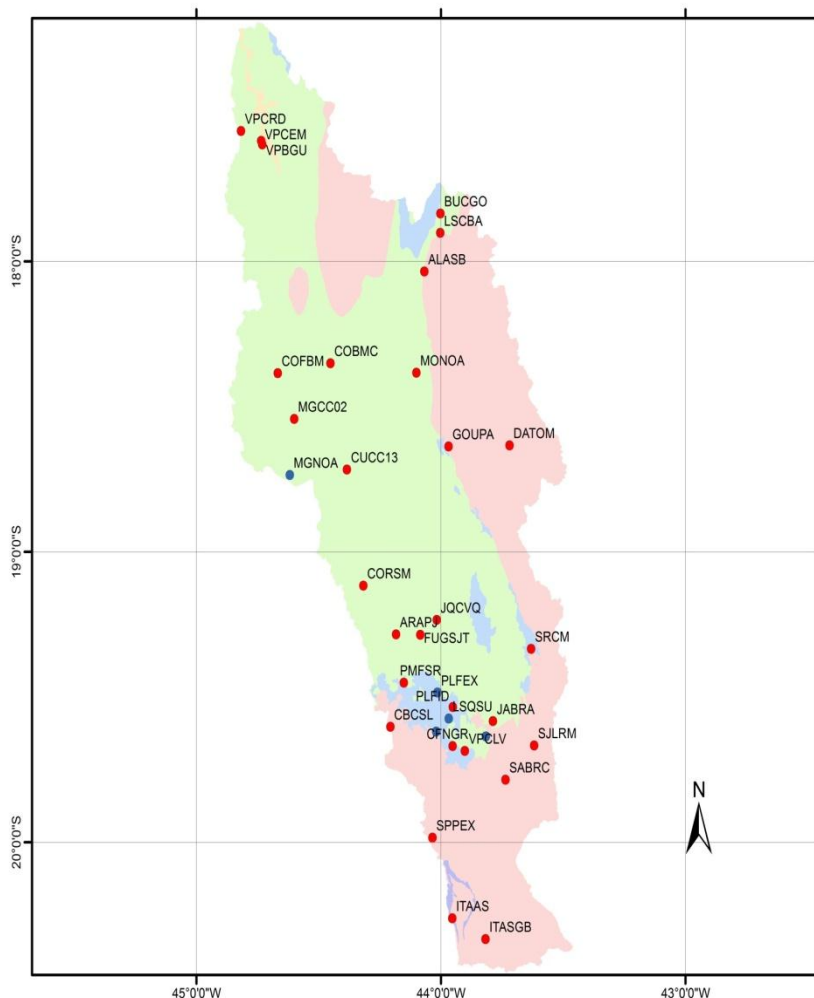 VPCRD
VPCEM
VPBGU
BUCGO
LSCBA
ALASB
18°0'0"S
COBMC
COFBM
MONOA
MGCC02
GOUPA
DATOM
MGNOA
CUCC13
19°0'0"S
CORSM
JQCVQ
ARAPJ
FUGSJT
SRCM
PMFSR
PLFEX
PLFID
LSQSU
JABRA
CBCSL
CFNGR
VPCLV
SJLRM
SABRC
N
SPPEX
20°0'0"S
ITAAS
ITASGB
45°0'0"W
44°0'0"W
43°0'0"W